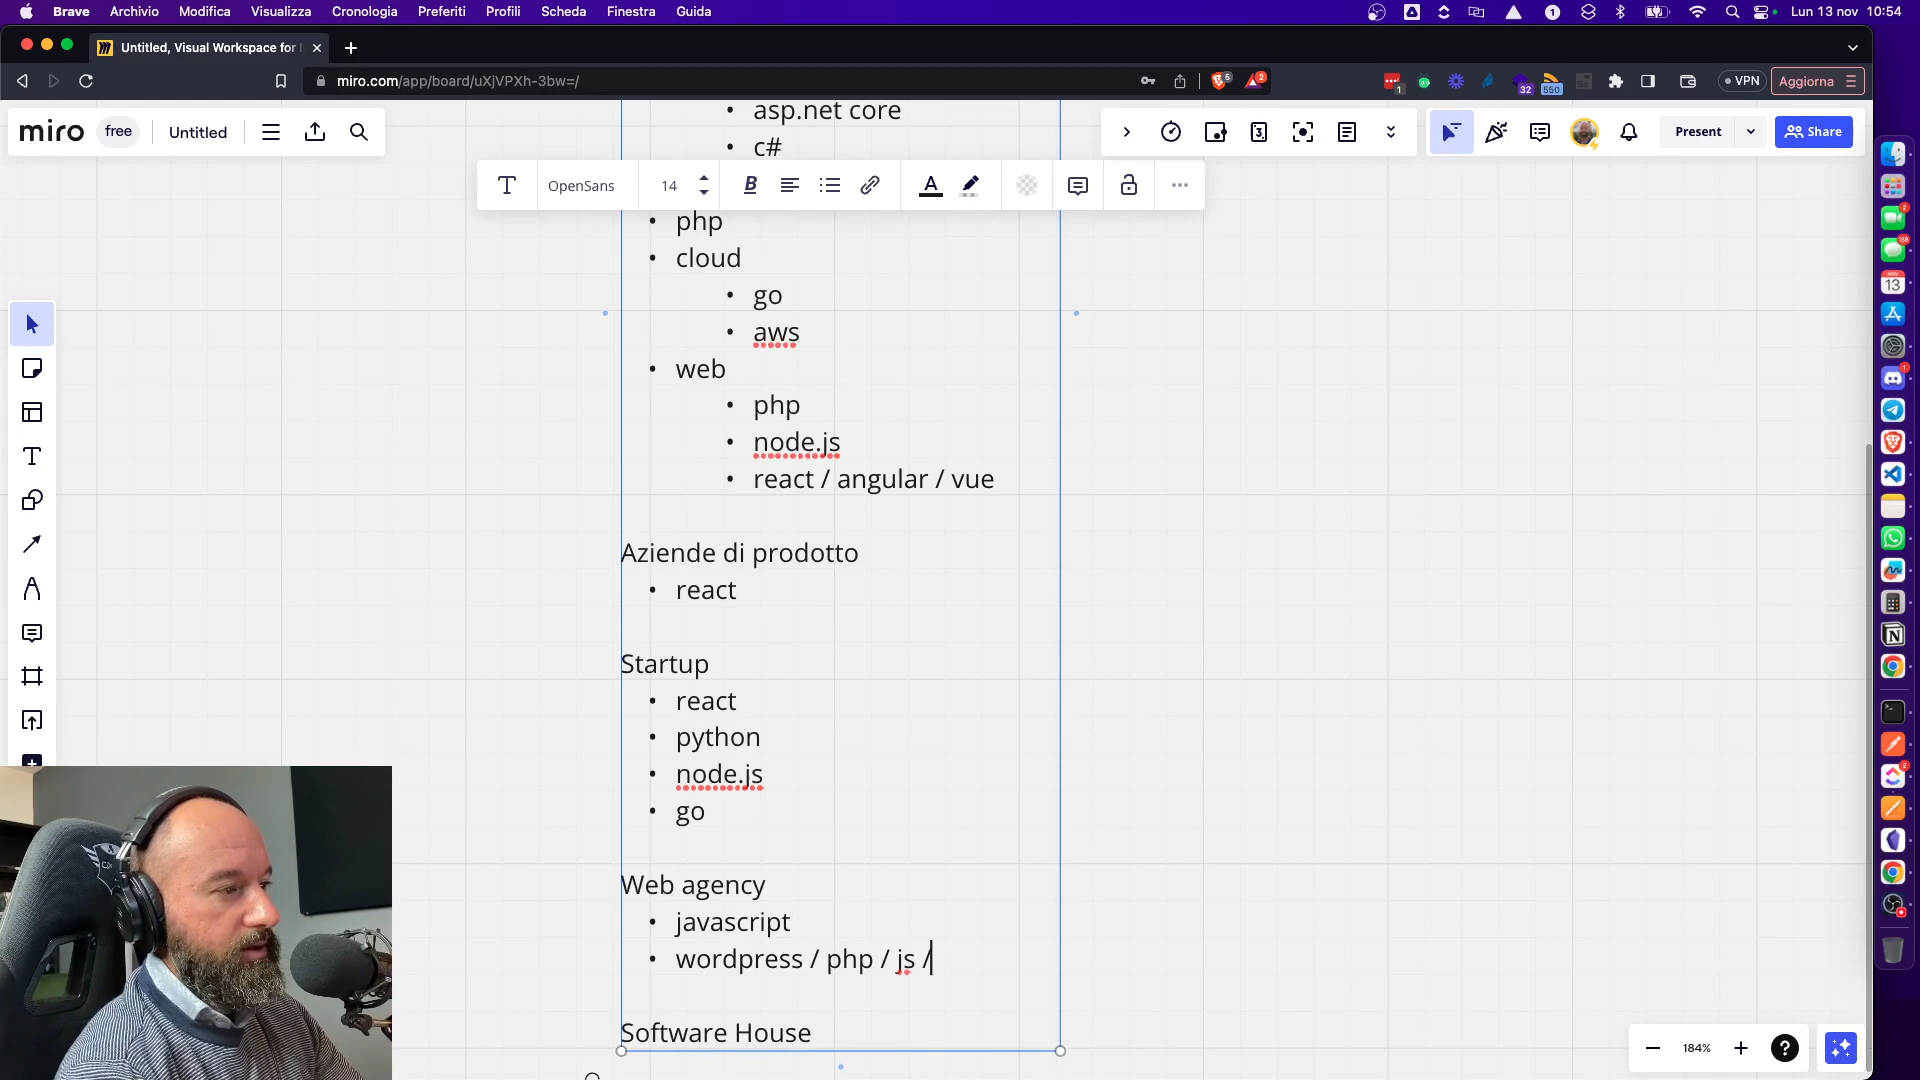 Brave Archivio Modifica Visualizza Cronologia Preferiti Profili Scheda Finestra Guida Lun 13 nov 10:54
Untitled, Visual Workspace for
miro.com/app/board/uXjVPXh-3bw=/
VPN Aggiorna
miro free Untitled
Present Share
OpenSans 14
asp.net core
c#
php
cloud
go
aws
web
php
node.js
react / angular / vue
Aziende di prodotto
react
Startup
react
python
node.js
go
Web agency
javascript
wordpress / php / js /
Software House
184%